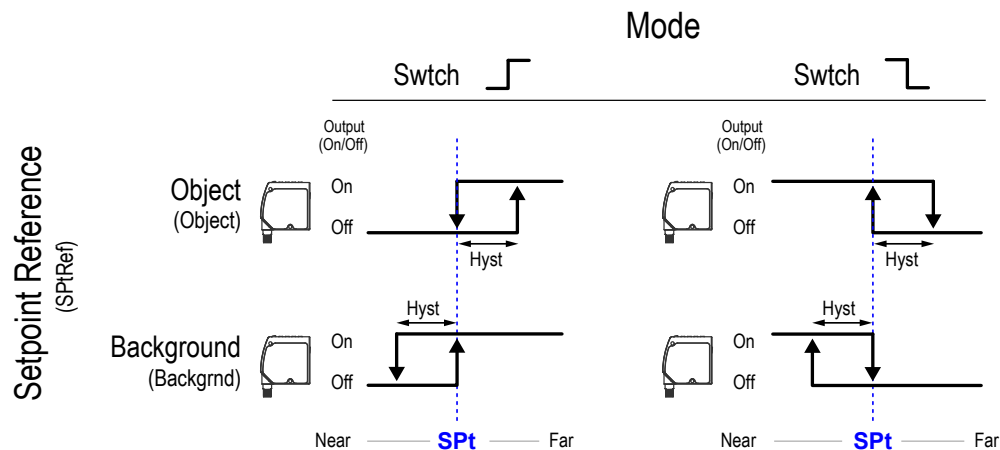 Mode
Swtch
Swtch
Output
(On/Off)
Output
(On/Off)
Setpoint Reference
(SPtRef)
Object
(Object)
On
Off
Hyst
On
Off
Hyst
Background
(Backgrnd)
Hyst
On
Off
Hyst
On
Off
Near SPt Far
Near SPt Far